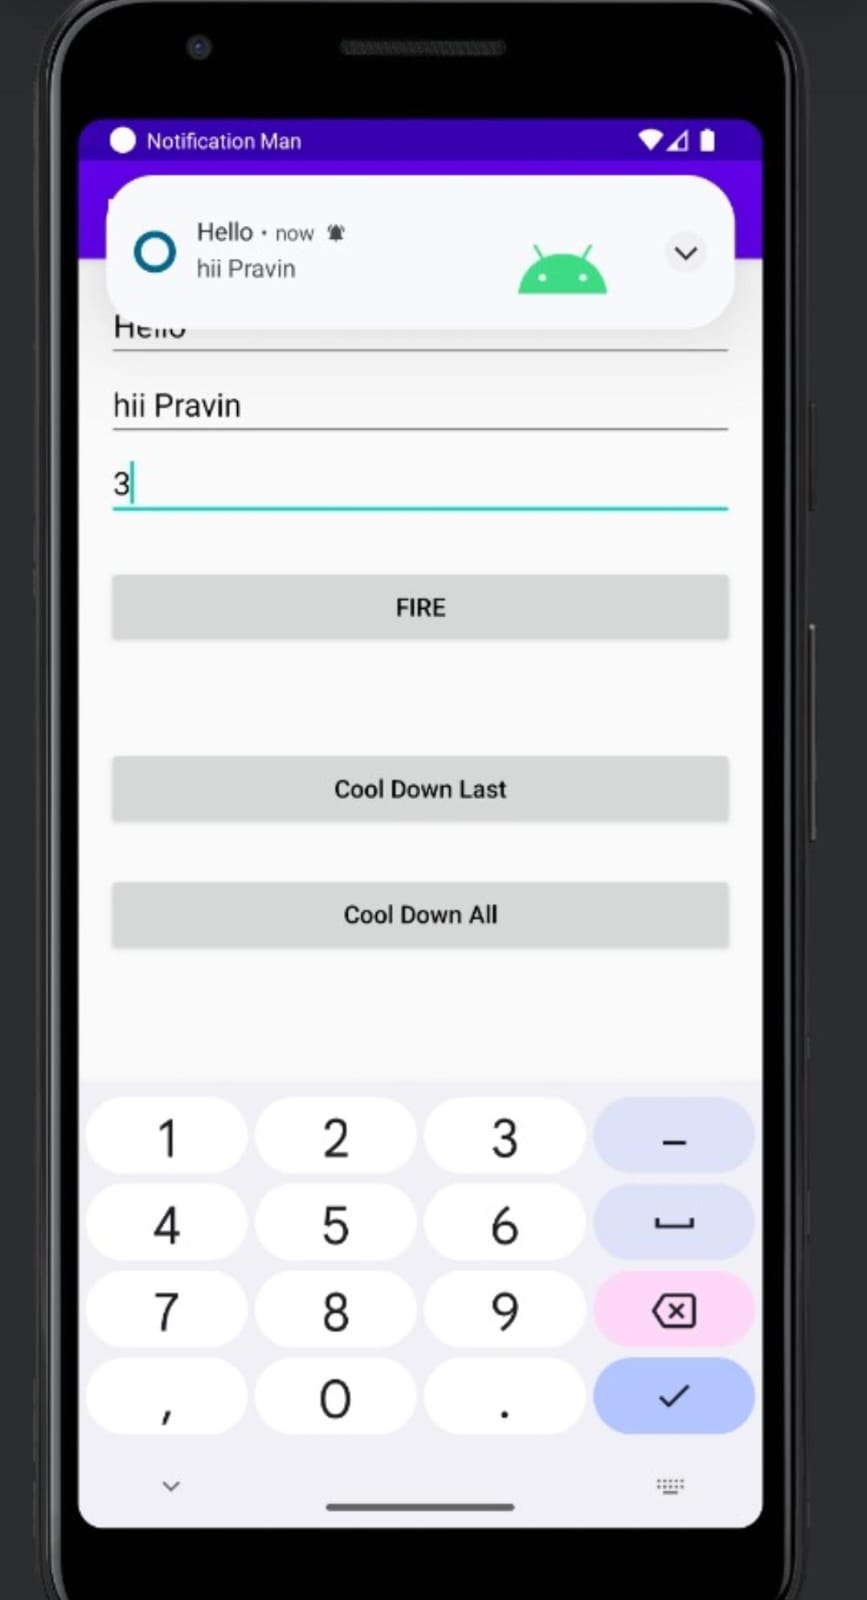 Notification Man
Hello • now
hii Pravin
Hello
hii Pravin
3
FIRE
Cool Down Last
Cool Down All
1 2 3 –
4 5 6
7 8 9
, 0 .